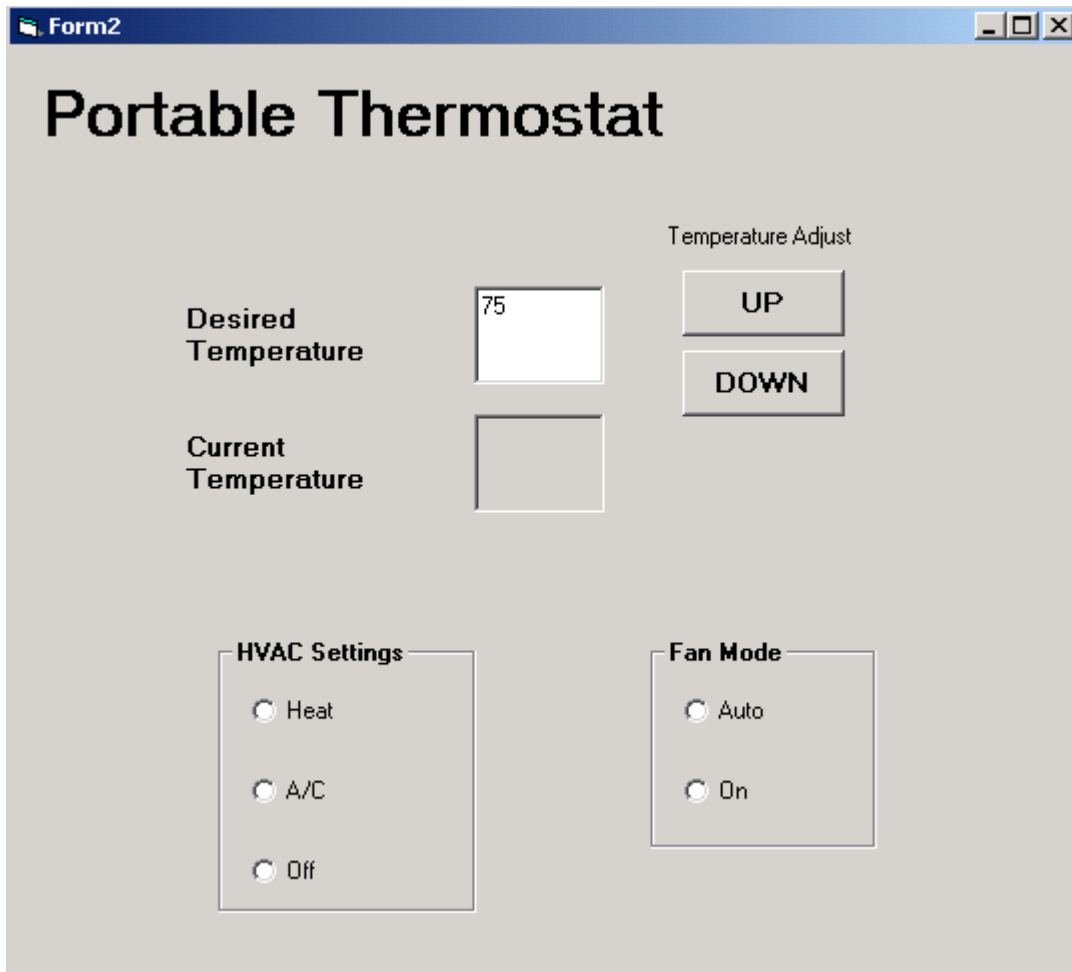 Form2
Portable Thermostat
Temperature Adjust
UP
Desired
Temperature
75
DOWN
Current
Temperature
HVAC Settings
Heat
A/C
Off
Fan Mode
Auto
On